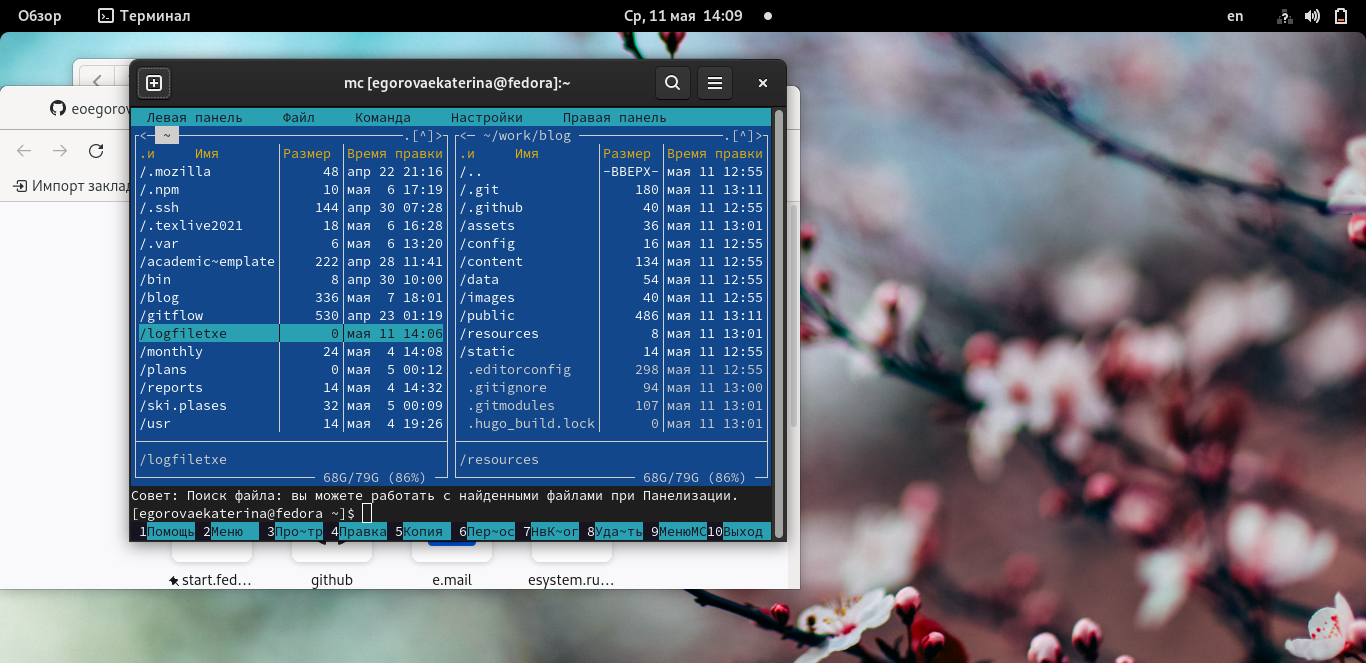 Обзор Терминал Ср, 11 мая 14:09 en
mc [egorovaekaterina@fedora]:~
eoegorov
Импорт заклад
Левая панель Файл Команда Настройки Правая панель
<─ ~ .[^]> <─ ~/work/blog .[^]>
.и Имя Размер Время правки .и Имя Размер Время правки
/.mozilla 48 апр 22 21:16 /.. -ВВЕРХ- мая 11 12:55
/.npm 10 мая 6 17:19 /.git 180 мая 11 13:11
/.ssh 144 апр 30 07:28 /.github 40 мая 11 12:55
/.texlive2021 18 мая 6 16:28 /assets 36 мая 11 13:01
/.var 6 мая 6 13:20 /config 16 мая 11 12:55
/academic~emplate 222 апр 28 11:41 /content 134 мая 11 12:55
/bin 8 апр 30 10:00 /data 54 мая 11 12:55
/blog 336 мая 7 18:01 /images 40 мая 11 12:55
/gitflow 530 апр 23 01:19 /public 486 мая 11 13:11
/logfiletxe 0 мая 11 14:06 /resources 8 мая 11 13:01
/monthly 24 мая 4 14:08 /static 14 мая 11 12:55
/plans 0 мая 5 00:12 .editorconfig 298 мая 11 12:55
/reports 14 мая 4 14:32 .gitignore 94 мая 11 13:00
/ski.plases 32 мая 5 00:09 .gitmodules 107 мая 11 13:01
/usr 14 мая 4 19:26 .hugo_build.lock 0 мая 11 13:01
/logfiletxe /resources
68G/79G (86%) 68G/79G (86%)
Совет: Поиск файла: вы можете работать с найденными файлами при Панелизации.
[egorovaekaterina@fedora ~]$
1Помощь 2Меню 3Про~тр 4Правка 5Копия 6Пер~ос 7НвК~ог 8Уда~ть 9МенюMC 10Выход
start.fed... github e.mail esystem.ru...